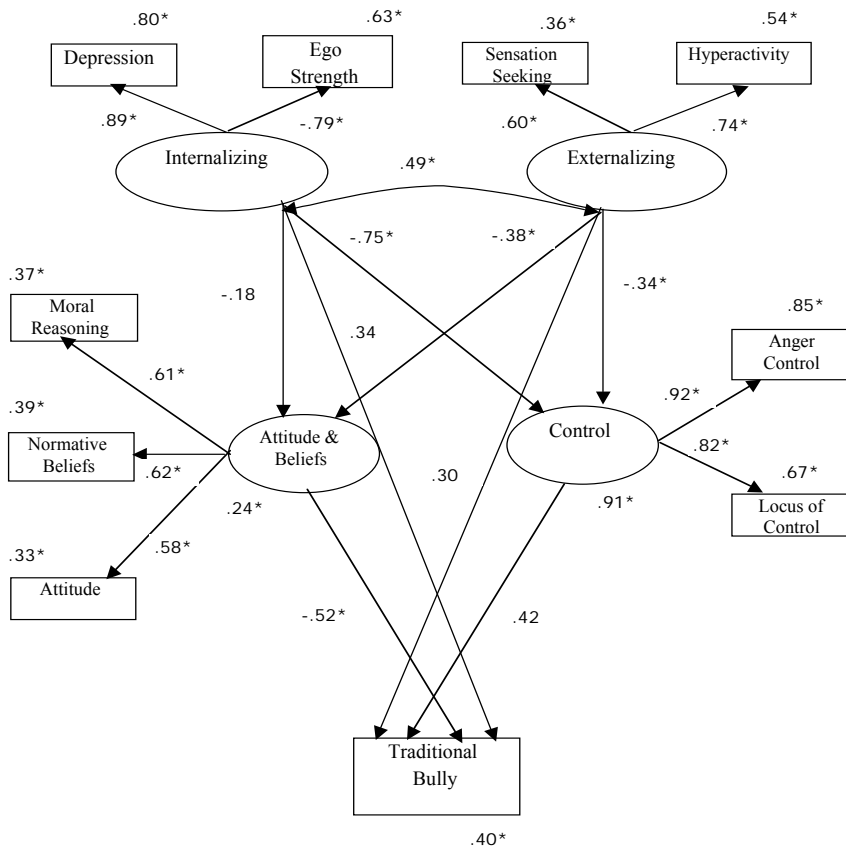 .80*
.63*
.36*
.54*
Depression
Ego
Strength
Sensation
Seeking
Hyperactivity
.89*
-.79*
.60*
.74*
Internalizing
.49*
Externalizing
-.75*
-.38*
.37*
-.18
-.34*
Moral
Reasoning
.34
.85*
Anger
Control
.61*
.92*
.39*
Normative
Beliefs
.62*
Attitude &
Beliefs
Control
.82*
.67*
.24*
.30
.91*
Locus of
Control
.33*
.58*
Attitude
-.52*
.42
Traditional
Bully
.40*